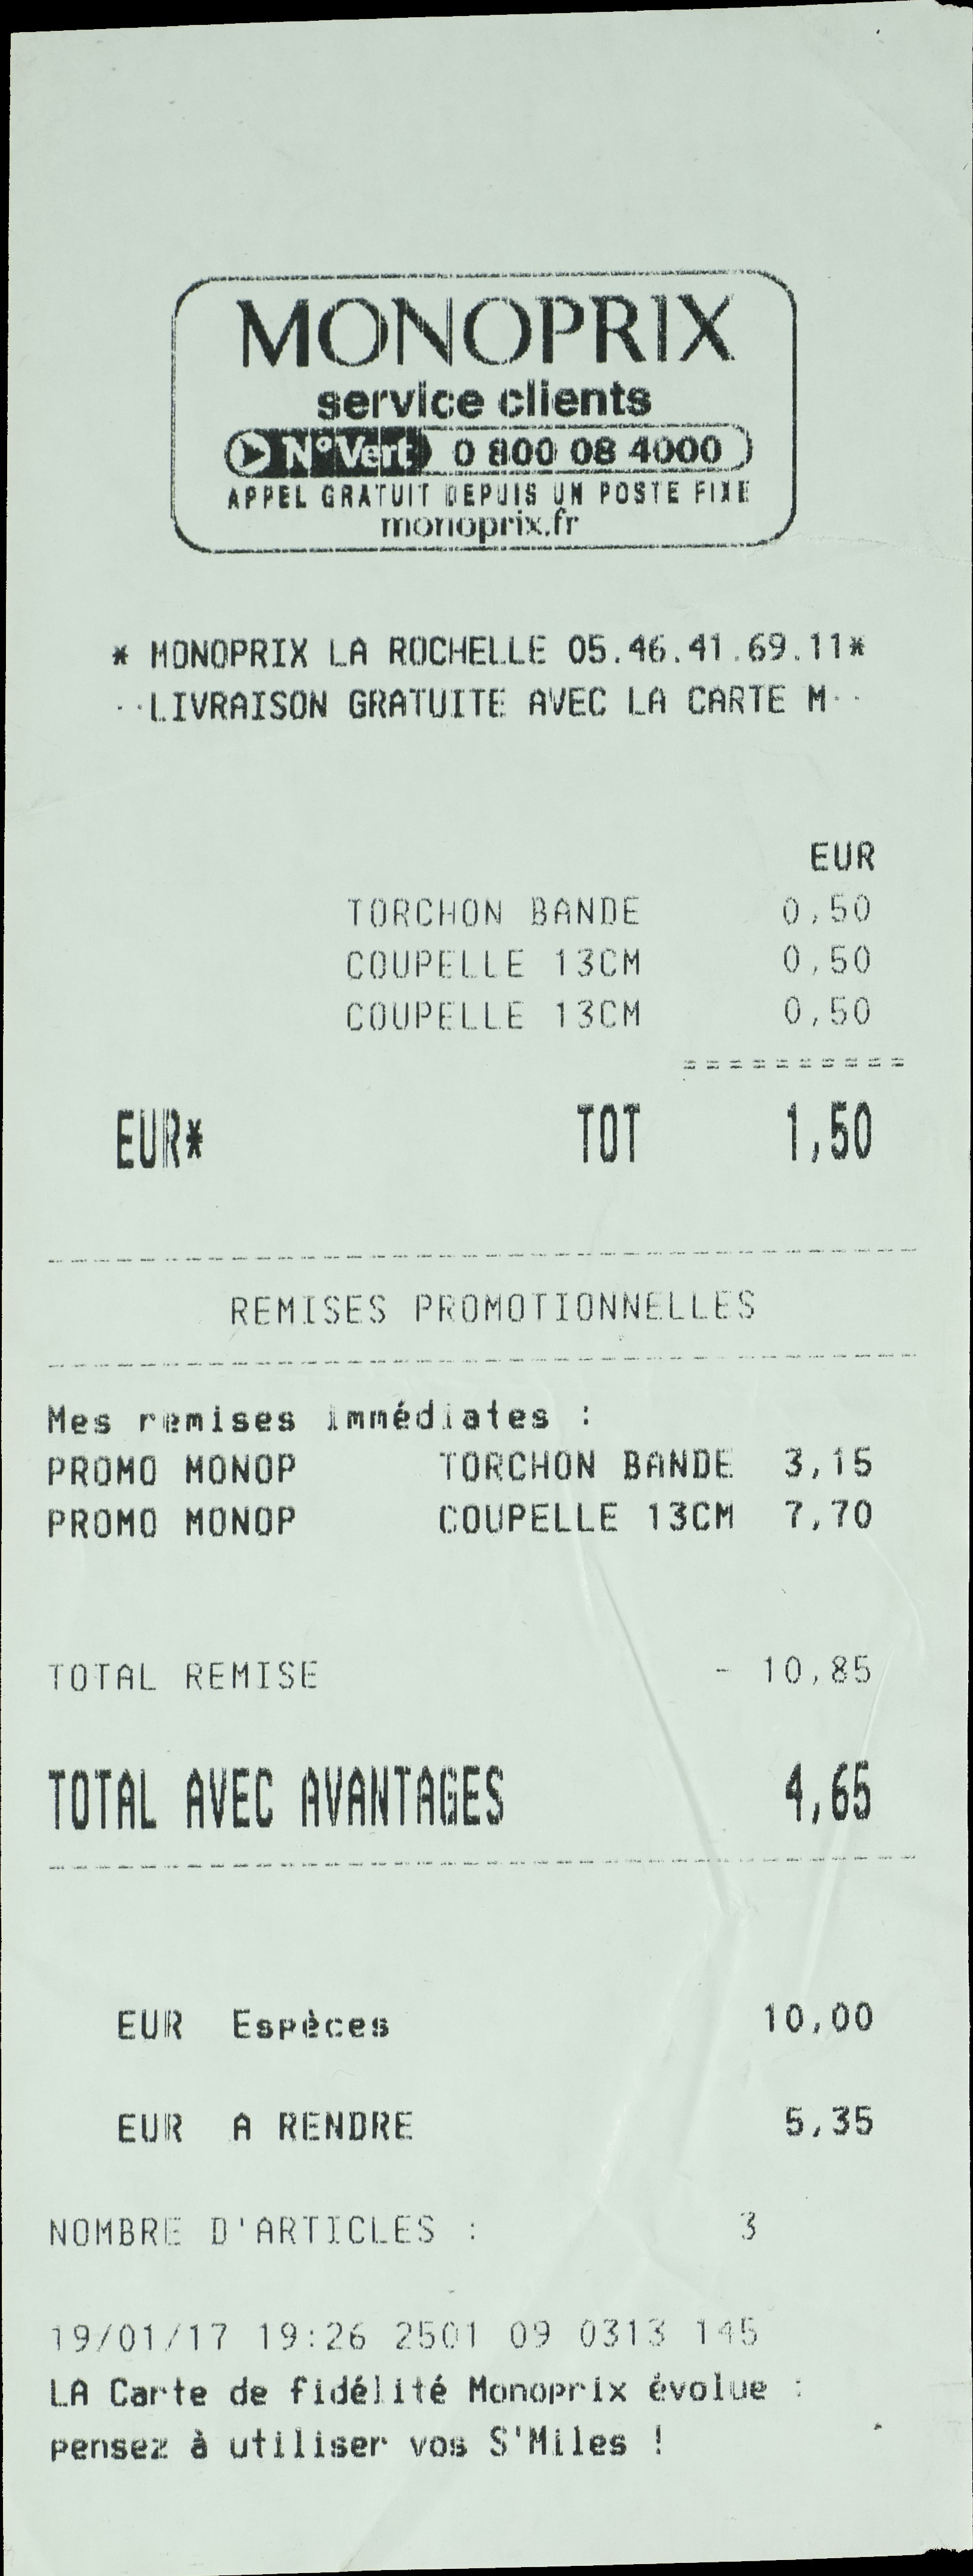 MONOPRIX
service clients
N°Vert 0 800 08 4000
APPEL GRATUIT DEPUIS UN POSTE FIXE
monoprix.fr
* MONOPRIX LA ROCHELLE 05.46.41.69.11*
--LIVRAISON GRATUITE AVEC LA CARTE M--
EUR
TORCHON BANDE 0,50
COUPELLE 13CM 0,50
COUPELLE 13CM 0,50
==========
EUR* TOT 1,50
REMISES PROMOTIONNELLES
Mes remises immédiates :
PROMO MONOP TORCHON BANDE 3,15
PROMO MONOP COUPELLE 13CM 7,70
TOTAL REMISE - 10,85
TOTAL AVEC AVANTAGES 4,65
EUR Espèces 10,00
EUR A RENDRE 5,35
NOMBRE D'ARTICLES : 3
19/01/17 19:26 2501 09 0313 145
LA Carte de fidélité Monoprix évolue :
pensez à utiliser vos S'Miles !